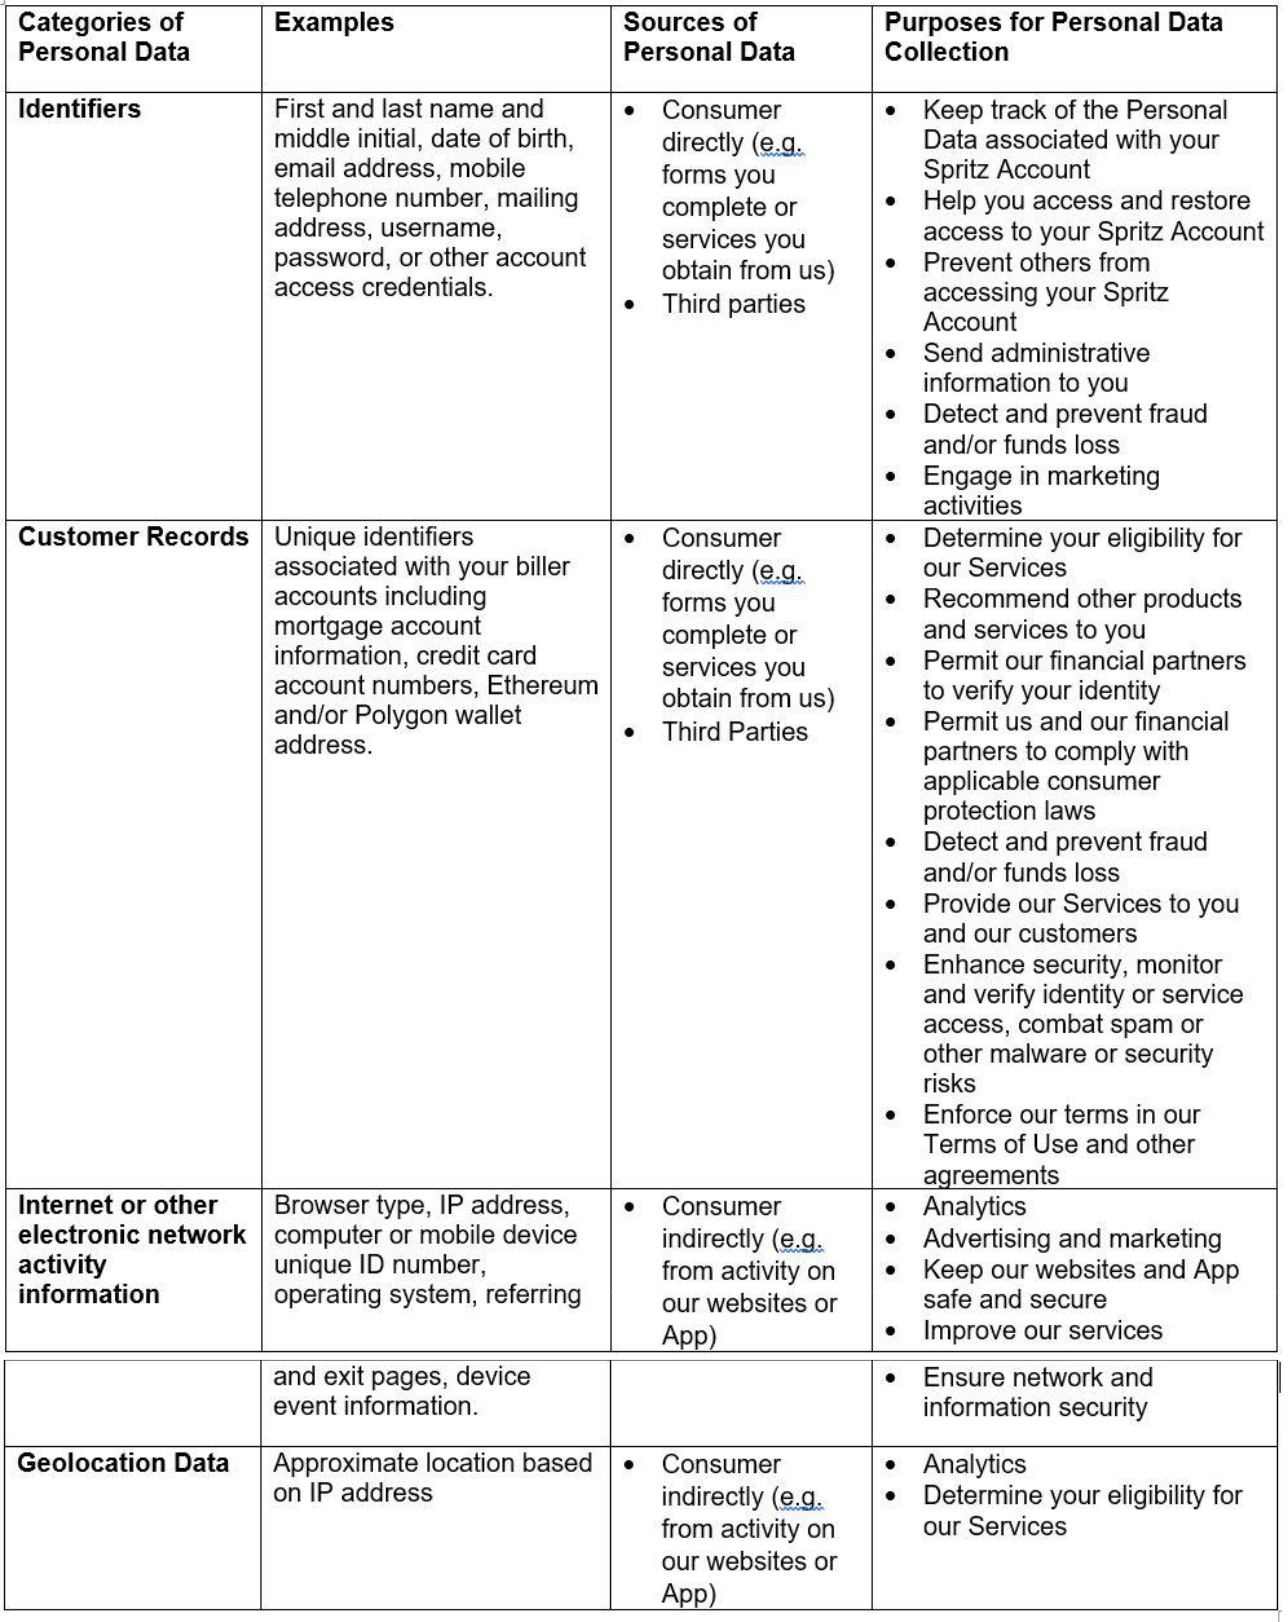 Categories of
Personal Data
Examples
Sources of
Personal Data
Purposes for Personal Data
Collection
Identifiers
First and last name and
middle initial, date of birth,
email address, mobile
telephone number, mailing
address, username,
password, or other account
access credentials.
• Consumer
directly (e.g.
forms you
complete or
services you
obtain from us)
• Third parties
• Keep track of the Personal
Data associated with your
Spritz Account
• Help you access and restore
access to your Spritz Account
• Prevent others from
accessing your Spritz
Account
• Send administrative
information to you
• Detect and prevent fraud
and/or funds loss
• Engage in marketing
activities
Customer Records
Unique identifiers
associated with your biller
accounts including
mortgage account
information, credit card
account numbers, Ethereum
and/or Polygon wallet
address.
• Consumer
directly (e.g.
forms you
complete or
services you
obtain from us)
• Third Parties
• Determine your eligibility for
our Services
• Recommend other products
and services to you
• Permit our financial partners
to verify your identity
• Permit us and our financial
partners to comply with
applicable consumer
protection laws
• Detect and prevent fraud
and/or funds loss
• Provide our Services to you
and our customers
• Enhance security, monitor
and verify identity or service
access, combat spam or
other malware or security
risks
• Enforce our terms in our
Terms of Use and other
agreements
Internet or other
electronic network
activity
information
Browser type, IP address,
computer or mobile device
unique ID number,
operating system, referring
• Consumer
indirectly (e.g.
from activity on
our websites or
App)
• Analytics
• Advertising and marketing
• Keep our websites and App
safe and secure
• Improve our services
and exit pages, device
event information.
• Ensure network and
information security
Geolocation Data
Approximate location based
on IP address
• Consumer
indirectly (e.g.
from activity on
our websites or
App)
• Analytics
• Determine your eligibility for
our Services